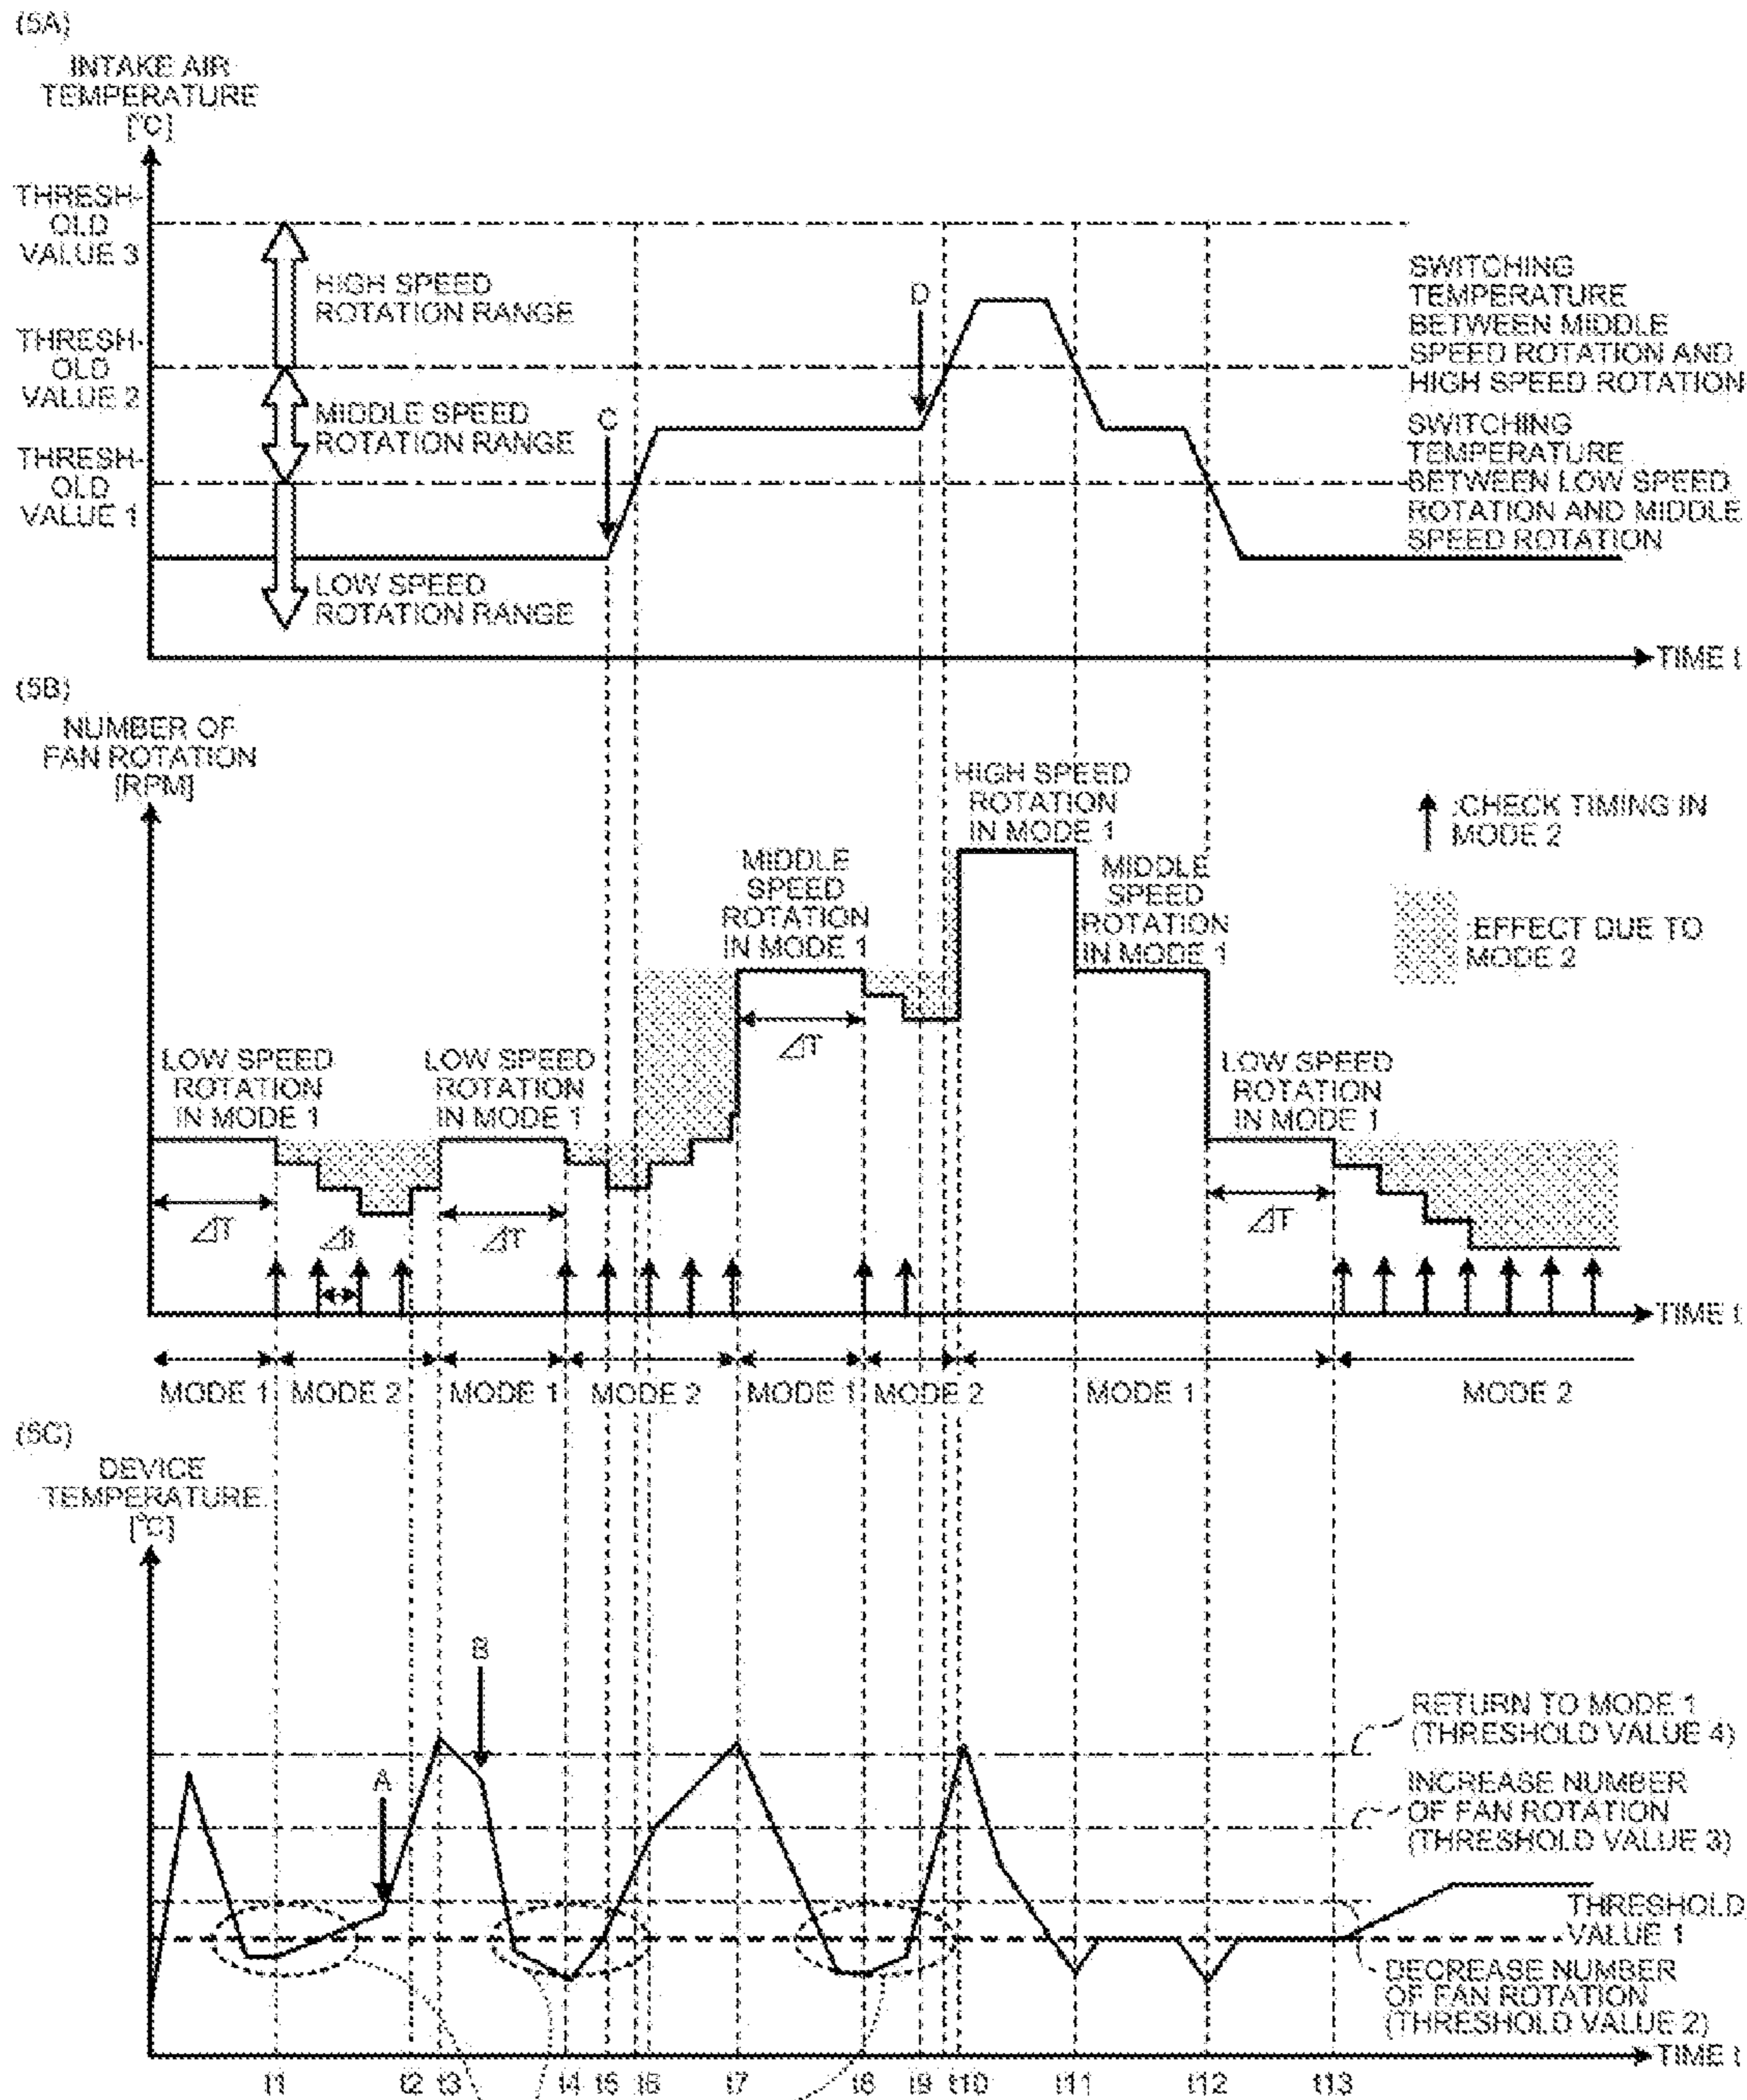 (5A)
INTAKE AIR
TEMPERATURE
[°C]
THRESH-
OLD
VALUE 3
THRESH-
OLD
VALUE 2
THRESH-
OLD
VALUE 1
HIGH SPEED
ROTATION RANGE
MIDDLE SPEED
ROTATION RANGE
LOW SPEED
ROTATION RANGE
C
D
SWITCHING
TEMPERATURE
BETWEEN MIDDLE
SPEED ROTATION AND
HIGH SPEED ROTATION
SWITCHING
TEMPERATURE
BETWEEN LOW SPEED
ROTATION AND MIDDLE
SPEED ROTATION
TIME t
(5B)
NUMBER OF
FAN ROTATION
[RPM]
LOW SPEED
ROTATION
IN MODE 1
LOW SPEED
ROTATION
IN MODE 1
MIDDLE
SPEED
ROTATION
IN MODE 1
HIGH SPEED
ROTATION
IN MODE 1
MIDDLE
SPEED
ROTATION
IN MODE 1
LOW SPEED
ROTATION
IN MODE 1
:CHECK TIMING IN
MODE 2
:EFFECT DUE TO
MODE 2
ΔT
Δt
ΔT
ΔT
ΔT
TIME t
MODE 1
MODE 2
MODE 1
MODE 2
MODE 1
MODE 2
MODE 1
MODE 2
(5C)
DEVICE
TEMPERATURE
[°C]
A
B
RETURN TO MODE 1
(THRESHOLD VALUE 4)
INCREASE NUMBER
OF FAN ROTATION
(THRESHOLD VALUE 3)
THRESHOLD
VALUE 1
DECREASE NUMBER
OF FAN ROTATION
(THRESHOLD VALUE 2)
TIME t
t1 t2 t3 t4 t5 t6 t7 t8 t9 t10 t11 t12 t13